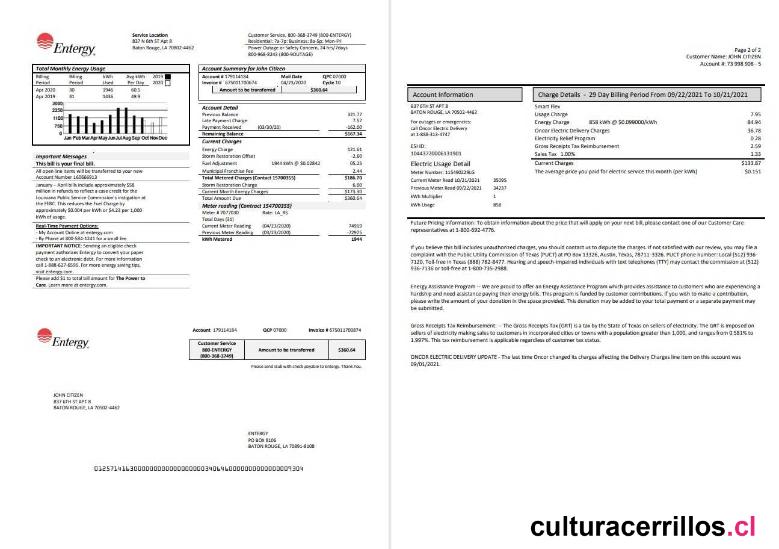 Entergy
Service Location
837 N 6TH ST Apt 8
Baton Rouge, LA 70802-4462
Customer Service, 800-368-3749 (800-ENTERGY)
Residential: 7a-7p; Business: 8a-5p; Mon-Fri
Power Outage or Safety Concern, 24 hrs/7days
800-968-8243 (800-9OUTAGE)
Total Monthly Energy Usage
Billing Period
Billing Period
kWh Used
Avg kWh Per Day
2019
2020
Apr 2020 30 1946 60.1
Apr 2019 31 1436 49.9
3000
2250
1500
750
0
Jan Feb Mar Apr May Jun Jul Aug Sep Oct Nov Dec
Important Messages
This bill is your final bill.
All open line items will be transferred to your new
Account Number
January – April bills include approximately $58
million in refunds to reflect a case credit for the
Louisiana Public Service Commission's instigation at
the FERC. This reduces the Fuel Charge by
approximately $0.004 per kWh or $4.23 per 1,000
kWh of usage.
Real-Time Payment Options:
- My Account Online at entergy.com
- By Phone at 800-584-1241 for a small fee.
IMPORTANT NOTICE: Sending an eligible check
payment authorizes Entergy to convert your paper
check to an electronic debit. For more information
call 1-888-627-6595. For more energy saving tips,
visit entergy.com.
Please add $1 to total bill amount for The Power to
Care. Learn more at entergy.com.
Account Summary for John Citizen
Account # 179114184 Mail Date QPC 07000
Invoice # 675011700674 04/23/2020 Cycle 10
Amount to be transferred $360.64
Account Detail
Previous Balance 321.77
Late Payment Charge 7.57
Payment Received (03/30/20) -162.00
Remaining Balance $167.34
Current Charges
Energy Charge 121.61
Storm Restoration Offset -2.60
Fuel Adjustment 1944 kWh @ $0.02842 55.25
Municipal Franchise Fee 2.44
Total Metered Charges (Contract 15700355) $186.70
Storm Restoration Charge 6.60
Current Month Energy Charges $193.30
Total Amount Due $360.64
Meter reading (Contract 154700355)
Meter # 7077030 Rate: LA_RS
Total Days (31)
Current Meter Reading (04/23/2020) 74919
Previous Meter Reading (03/23/2020) -72975
kWh Metered 1944
Entergy
Account 179114184 QCP 07000 Invoice # 675011700674
Customer Service
800-ENTERGY
(800-368-3749)
Amount to be transferred
$360.64
Please send stub with check payable to entergy. Thank You.
JOHN CITIZEN
837 6TH ST APT 8
BATON ROUGE, LA 70802-4462
ENTERGY
PO BOX 8106
BATON ROUGE, LA 70891-8108
Page 2 of 2
Customer Name: JOHN CITIZEN
Account #: 73 998 906 - 5
Account Information
837 6TH ST APT 8
BATON ROUGE, LA 70802-4462
For outages or emergencies:
call Oncor Electric Delivery
at 1-888-313-4747
ESI ID:
10443770006131901
Electric Usage Detail
Meter Number: 115490228LG
Current Meter Read 10/21/2021 35095
Previous Meter Read 09/22/2021 34237
kWh Multiplier 1
kWh Usage 858
Charge Details – 29 Day Billing Period From 09/22/2021 To 10/21/2021
Smart Flex
Usage Charge 7.95
Energy Charge 858 kWh @ $0.099000/kWh 84.94
Oncor Electric Delivery Charges 36.78
Electricity Relief Program 0.28
Gross Receipts Tax Reimbursement 2.59
Sales Tax 1.00% 1.33
Current Charges $133.87
The average price you paid for electric service this month (per kWh) $0.151
Future Pricing Information: To obtain information about the price that will apply on your next bill, please contact one of our Customer Care
representatives at 1-800-692-4776.
If you believe this bill includes unauthorized charges, you should contact us to dispute the charges. If not satisfied with our review, you may file a
complaint with the Public Utility Commission of Texas (PUCT) at PO Box 13326, Austin, Texas, 78711-3326. PUCT phone number: Local (512) 936-
7120, Toll-free in Texas (888) 782-8477. Hearing and speech-impaired individuals with text telephones (TTY) may contact the commission at (512)
936-7136 or toll-free at 1-800-735-2988.
Energy Assistance Program -- We are proud to offer an Energy Assistance Program which provides assistance to customers who are experiencing a
hardship and need assistance paying their energy bills. This program is funded by customer contributions. If you wish to make a contribution,
please write the amount of your donation in the space provided. This donation may be added to your total payment or a separate payment may
be submitted.
Gross Receipts Tax Reimbursement: -- The Gross Receipts Tax (GRT) is a tax by the State of Texas on sellers of electricity. The GRT is imposed on
sellers of electricity making sales to customers in incorporated cities or towns with a population greater than 1,000, and ranges from 0.581% to
1.997%. This tax reimbursement is applicable regardless of customer tax status.
ONCOR ELECTRIC DELIVERY UPDATE - The last time Oncor changed its charges affecting the Delivery Charges line item on this account was
09/01/2021.
culturacerrillos.cl